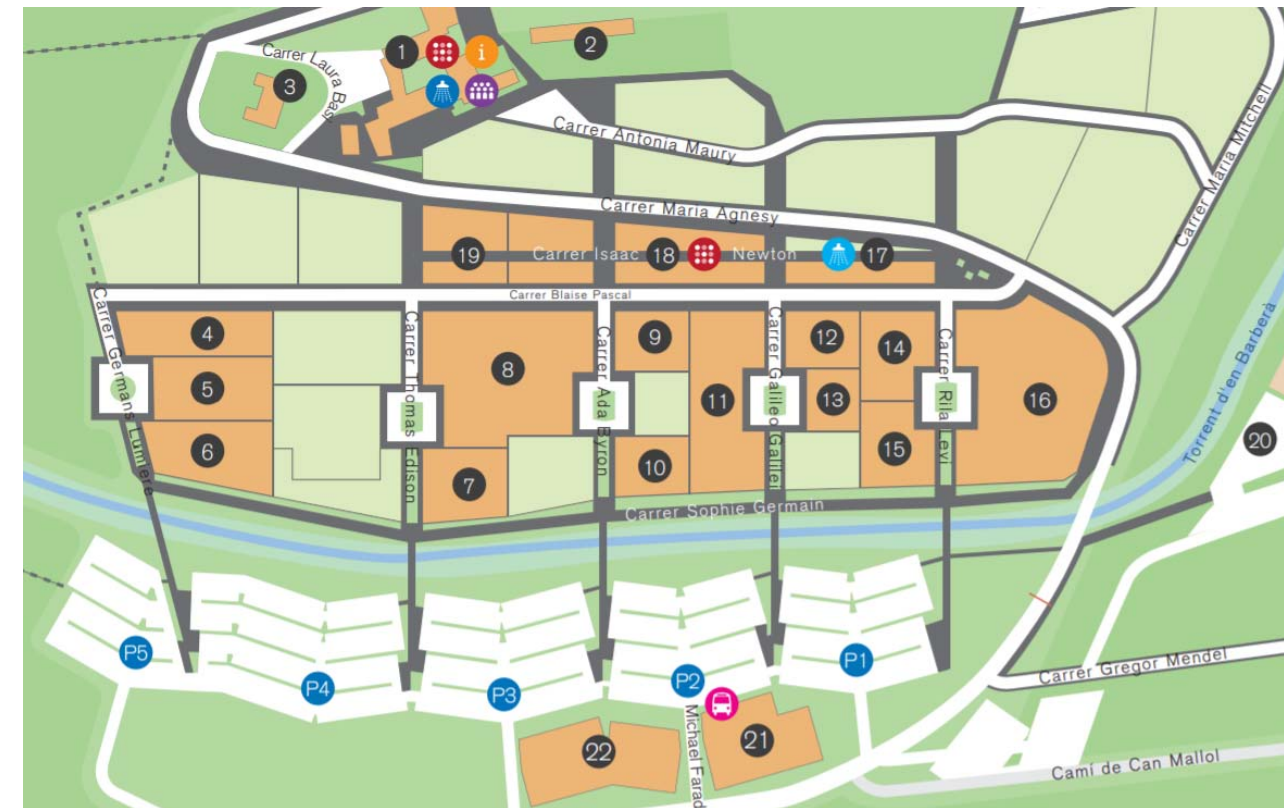 1
i
2
Carrer Laura Basi
3
Carrer Antonia Maury
Carrer Maria Mitchell
Carrer Maria Agnesy
19
Carrer Isaac
18
Newton
17
Carrer Blaise Pascal
Carrer Germans Lumiere
Carrer Thomas Edison
Carrer Ada Byron
Carrer Galileo Galilei
Carrer Rila Levi
4
5
6
7
8
9
10
11
12
13
14
15
16
20
Torrent d'en Barberà
Carrer Sophie Germain
P5
P4
P3
P2
P1
Carrer Gregor Mendel
Michael Farad
22
21
Camí de Can Mallol